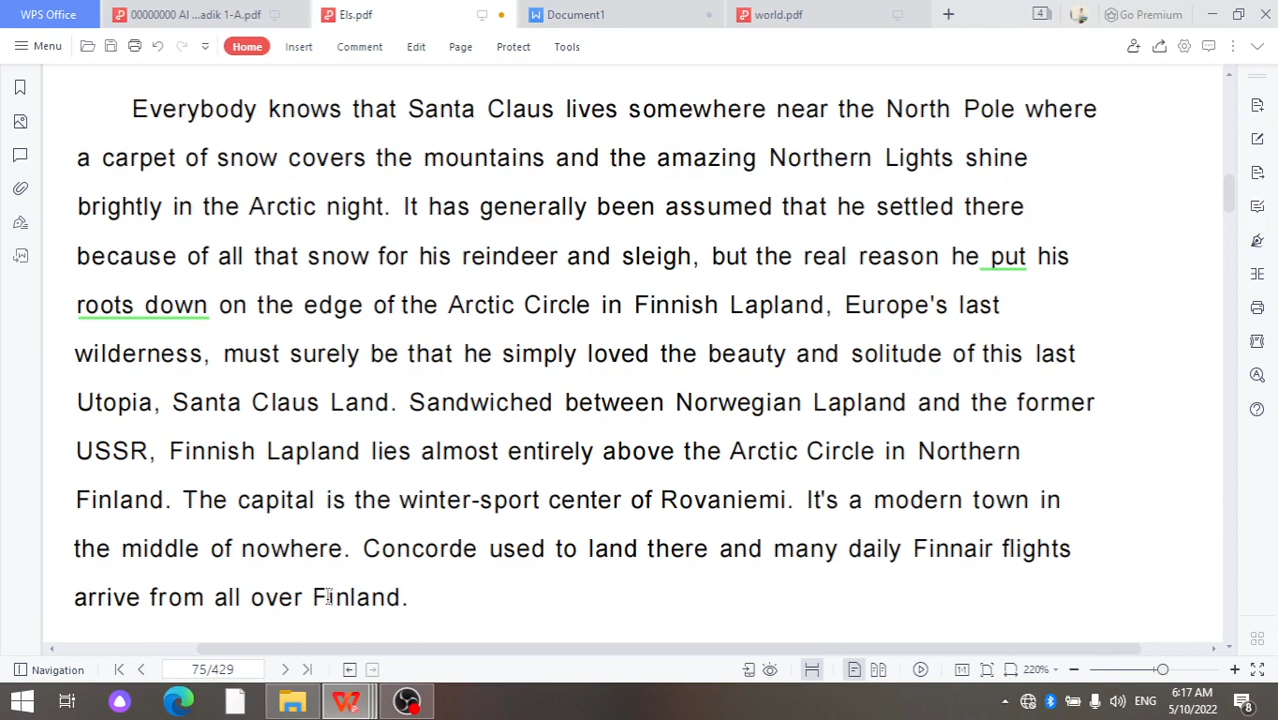 WPS Office 00000000 Al ...adik 1-A.pdf Els.pdf Document1 world.pdf 4 Go Premium
Menu Home Insert Comment Edit Page Protect Tools
Everybody knows that Santa Claus lives somewhere near the North Pole where
a carpet of snow covers the mountains and the amazing Northern Lights shine
brightly in the Arctic night. It has generally been assumed that he settled there
because of all that snow for his reindeer and sleigh, but the real reason he put his
roots down on the edge of the Arctic Circle in Finnish Lapland, Europe's last
wilderness, must surely be that he simply loved the beauty and solitude of this last
Utopia, Santa Claus Land. Sandwiched between Norwegian Lapland and the former
USSR, Finnish Lapland lies almost entirely above the Arctic Circle in Northern
Finland. The capital is the winter-sport center of Rovaniemi. It's a modern town in
the middle of nowhere. Concorde used to land there and many daily Finnair flights
arrive from all over Finland.
Navigation 75/429 220%
ENG 6:17 AM
5/10/2022 8